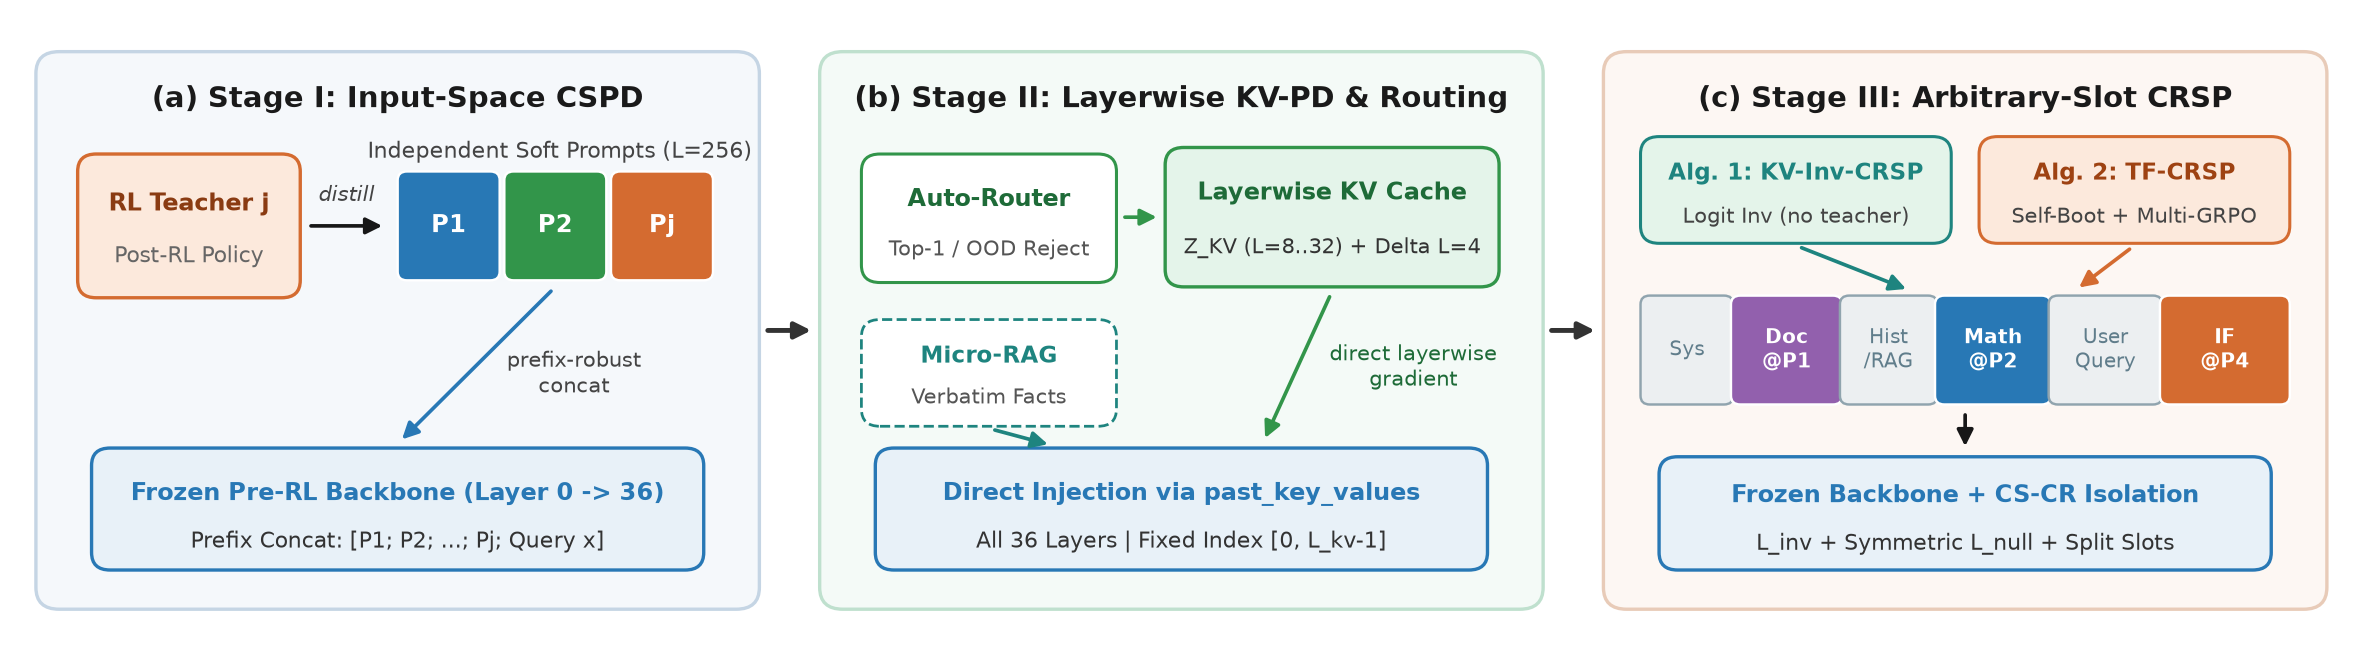 (a) Stage I: Input-Space CSPD
Independent Soft Prompts (L=256)
RL Teacher j
Post-RL Policy
distill
P1
P2
Pj
prefix-robust
concat
Frozen Pre-RL Backbone (Layer 0 -> 36)
Prefix Concat: [P1; P2; ...; Pj; Query x]
(b) Stage II: Layerwise KV-PD & Routing
Auto-Router
Top-1 / OOD Reject
Layerwise KV Cache
Z_KV (L=8..32) + Delta L=4
Micro-RAG
Verbatim Facts
direct layerwise
gradient
Direct Injection via past_key_values
All 36 Layers | Fixed Index [0, L_kv-1]
(c) Stage III: Arbitrary-Slot CRSP
Alg. 1: KV-Inv-CRSP
Logit Inv (no teacher)
Alg. 2: TF-CRSP
Self-Boot + Multi-GRPO
Sys
Doc
@P1
Hist
/RAG
Math
@P2
User
Query
IF
@P4
Frozen Backbone + CS-CR Isolation
L_inv + Symmetric L_null + Split Slots